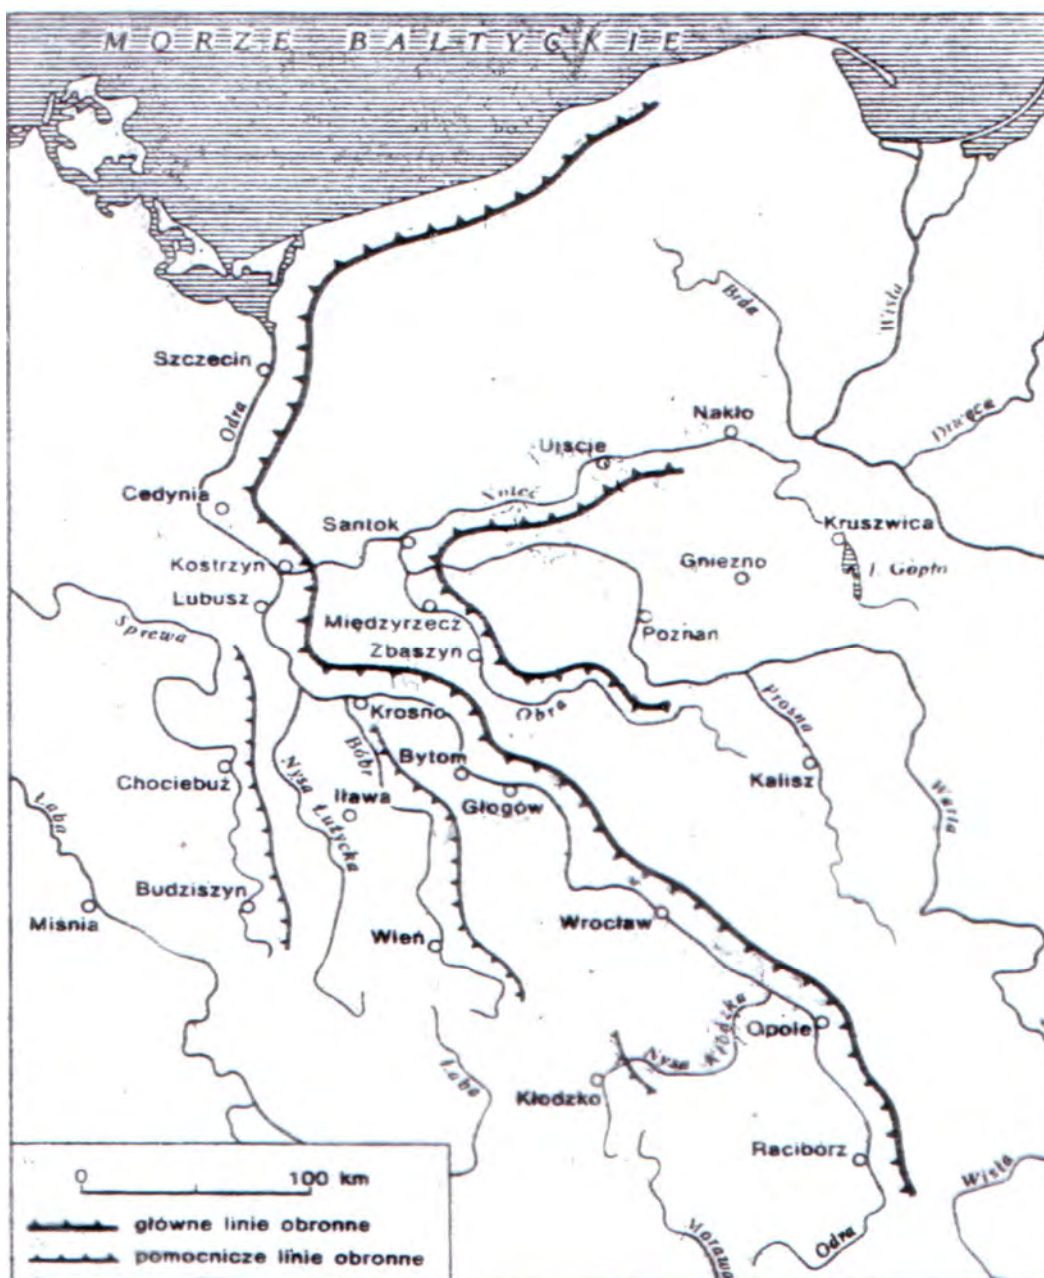 MORZE BAŁTYCKIE
Brda
Wisła
Szczecin
Odra
Nakło
Drwęca
Ujście
Cedynia
Noteć
Santok
Kruszwica
Kostrzyn
Gniezno
J. Gopło
Lubusz
Międzyrzecz
Poznań
Sprewa
Zbąszyn
Obra
Prosna
Krosno
Bóbr
Bytom
Kalisz
Chociebuż
Nysa Łużycka
Iława
Głogów
Warta
Łaba
Budziszyn
Miśnia
Wleń
Wrocław
Opole
Nysa Kłodzka
Łaba
Kłodzko
Racibórz
Wisła
Morawa
Odra
0 100 km
główne linie obronne
pomocnicze linie obronne